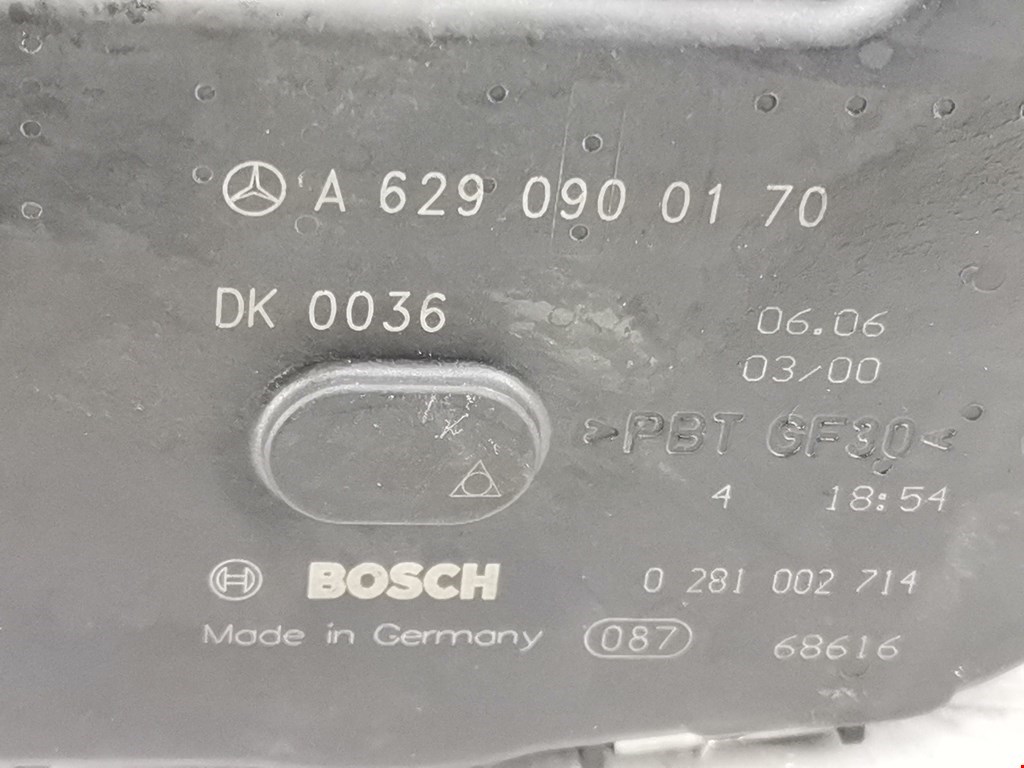 A 629 090 01 70
DK 0036
06.06
03/00
>PBT GF30<
4 18:54
BOSCH 0 281 002 714
Made in Germany 087 68616